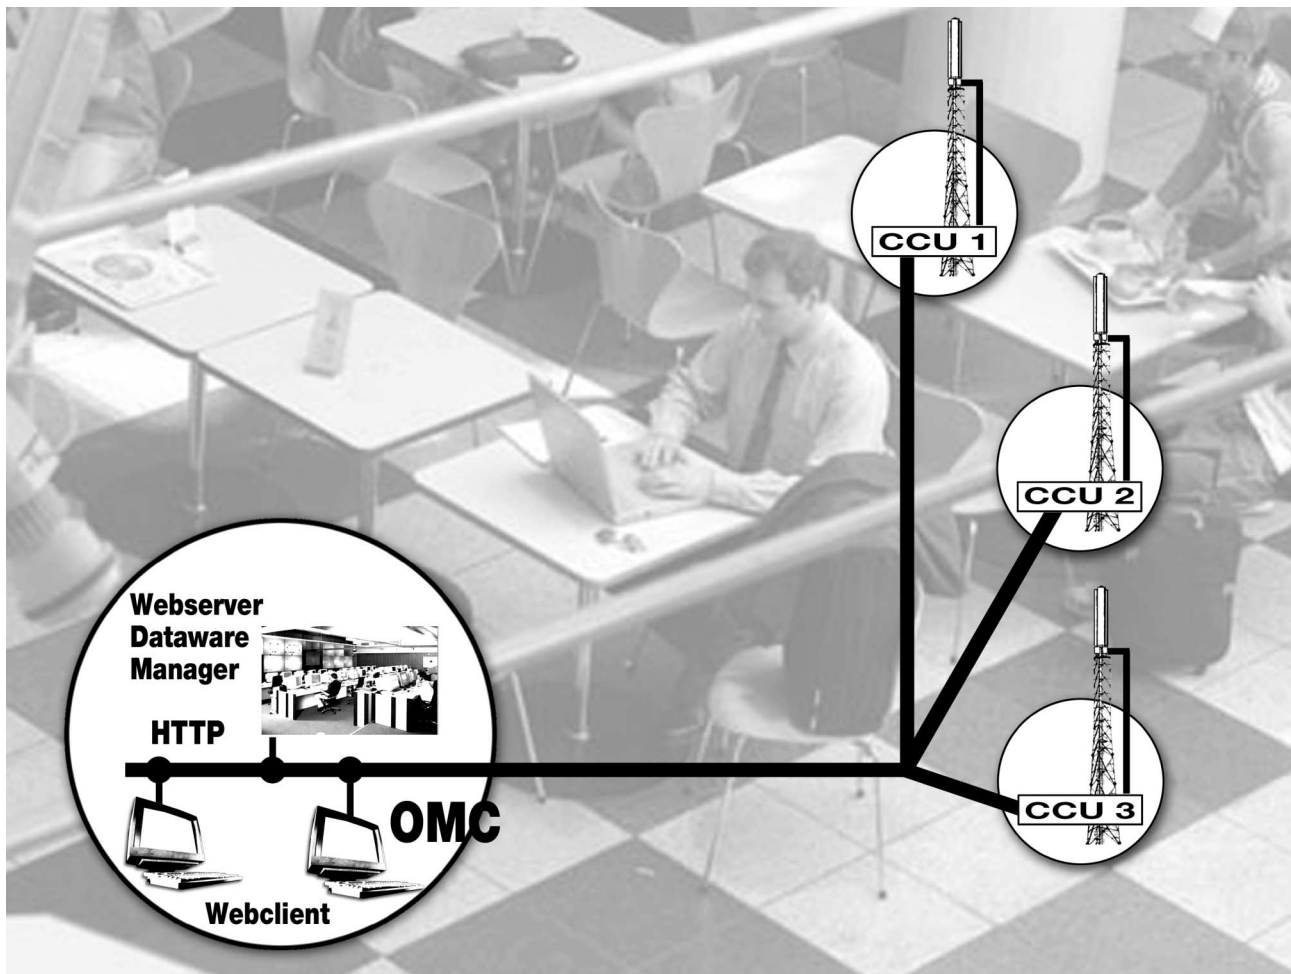 CCU 1
CCU 2
Webserver
Dataware
Manager
HTTP
OMC
CCU 3
Webclient